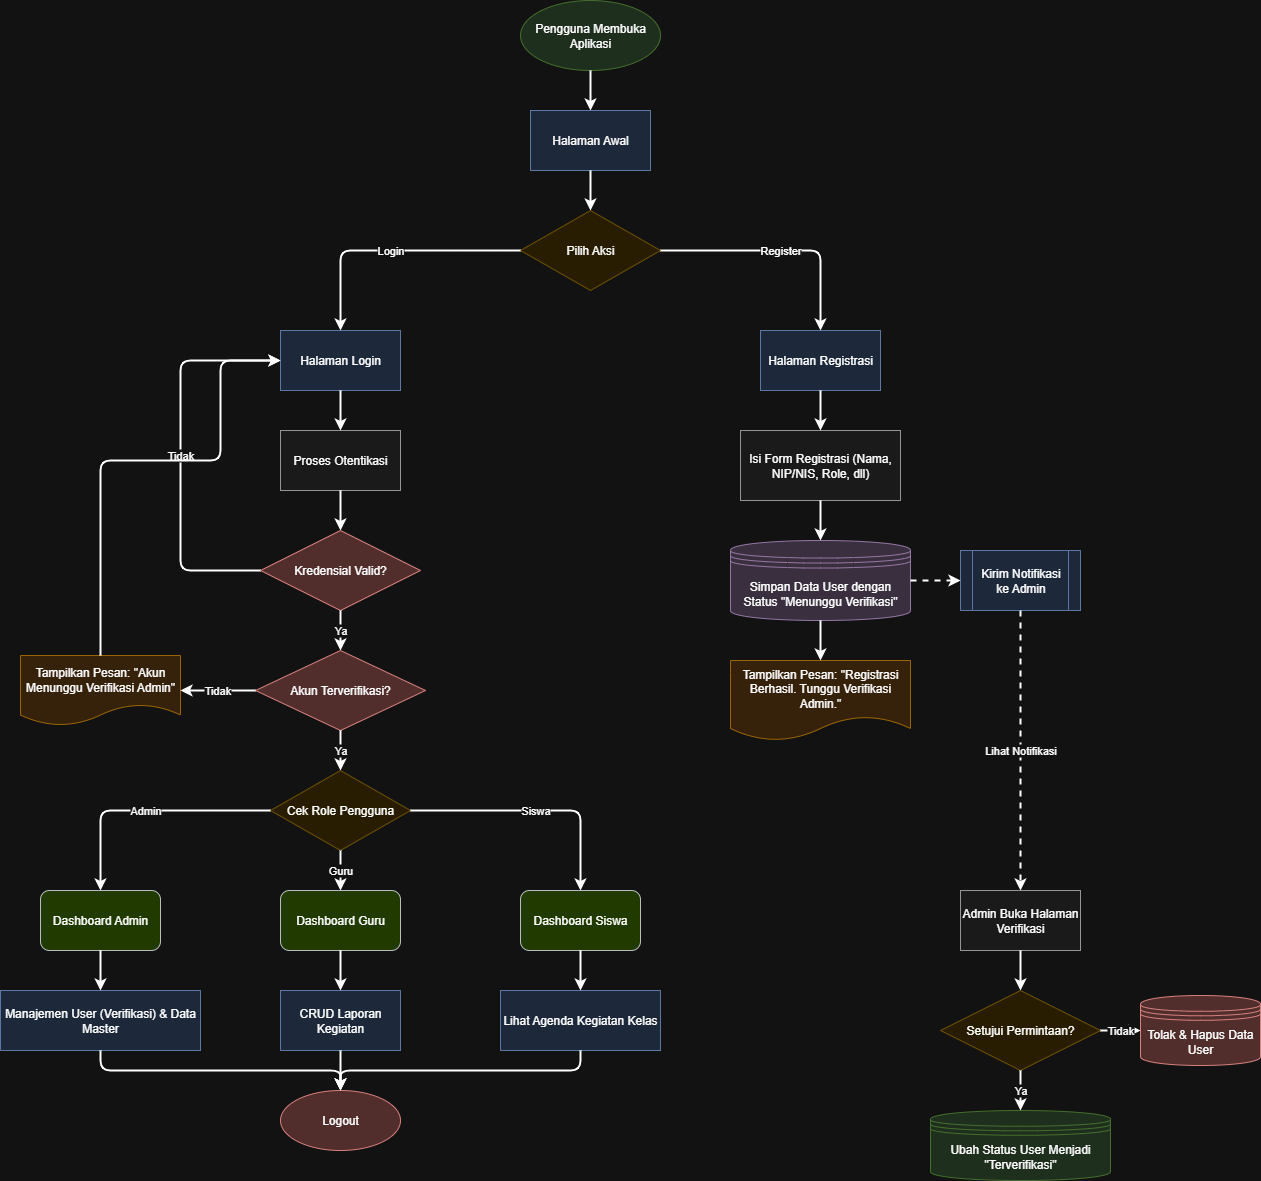 Pengguna Membuka
Aplikasi
Halaman Awal
Pilih Aksi
Login
Register
Halaman Login
Halaman Registrasi
Proses Otentikasi
Tidak
Isi Form Registrasi (Nama,
NIP/NIS, Role, dll)
Kredensial Valid?
Simpan Data User dengan
Status "Menunggu Verifikasi"
Kirim Notifikasi
ke Admin
Ya
Tampilkan Pesan: "Akun
Menunggu Verifikasi Admin"
Tidak
Akun Terverifikasi?
Tampilkan Pesan: "Registrasi
Berhasil. Tunggu Verifikasi
Admin."
Ya
Lihat Notifikasi
Admin
Cek Role Pengguna
Siswa
Guru
Dashboard Admin
Dashboard Guru
Dashboard Siswa
Admin Buka Halaman
Verifikasi
Manajemen User (Verifikasi) & Data
Master
CRUD Laporan
Kegiatan
Lihat Agenda Kegiatan Kelas
Setujui Permintaan?
Tidak
Tolak & Hapus Data
User
Ya
Logout
Ubah Status User Menjadi
"Terverifikasi"